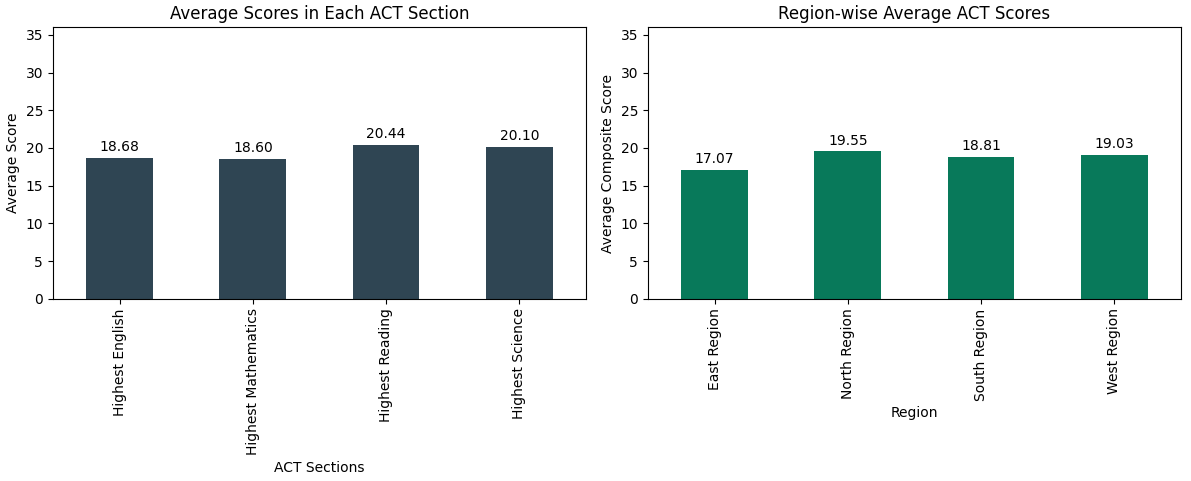 Average Scores in Each ACT Section
35
30
25
20
15
10
5
0
Average Score
18.68
18.60
20.44
20.10
Highest English
Highest Mathematics
Highest Reading
Highest Science
ACT Sections
Region-wise Average ACT Scores
35
30
25
20
15
10
5
0
Average Composite Score
17.07
19.55
18.81
19.03
East Region
North Region
South Region
West Region
Region